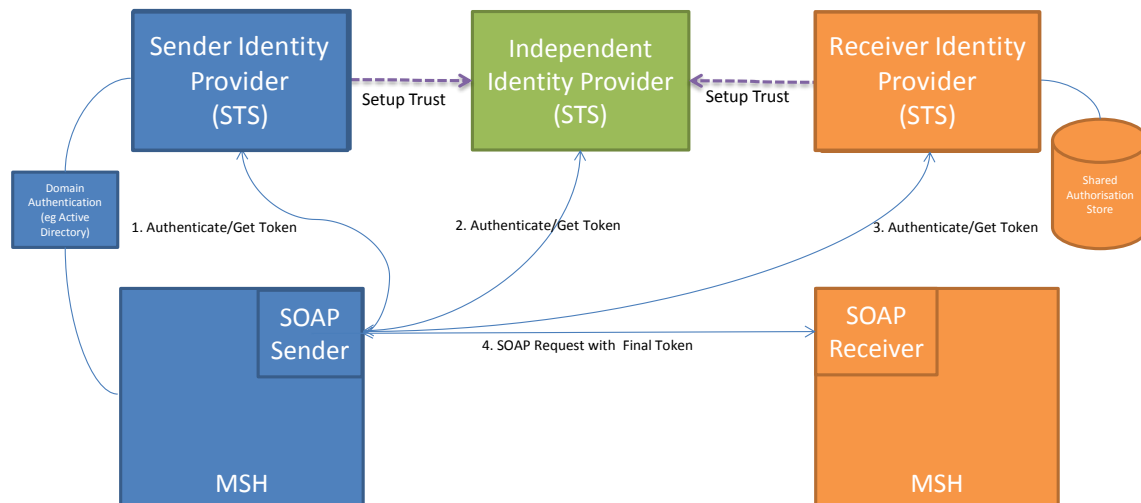 Sender Identity
Provider
(STS)
Independent
Identity Provider
(STS)
Receiver Identity
Provider
(STS)
Setup Trust
Setup Trust
Domain
Authentication
(eg Active
Directory)
Shared
Authorisation
Store
1. Authenticate/Get Token
2. Authenticate/Get Token
3. Authenticate/Get Token
SOAP
Sender
4. SOAP Request with Final Token
SOAP
Receiver
MSH
MSH